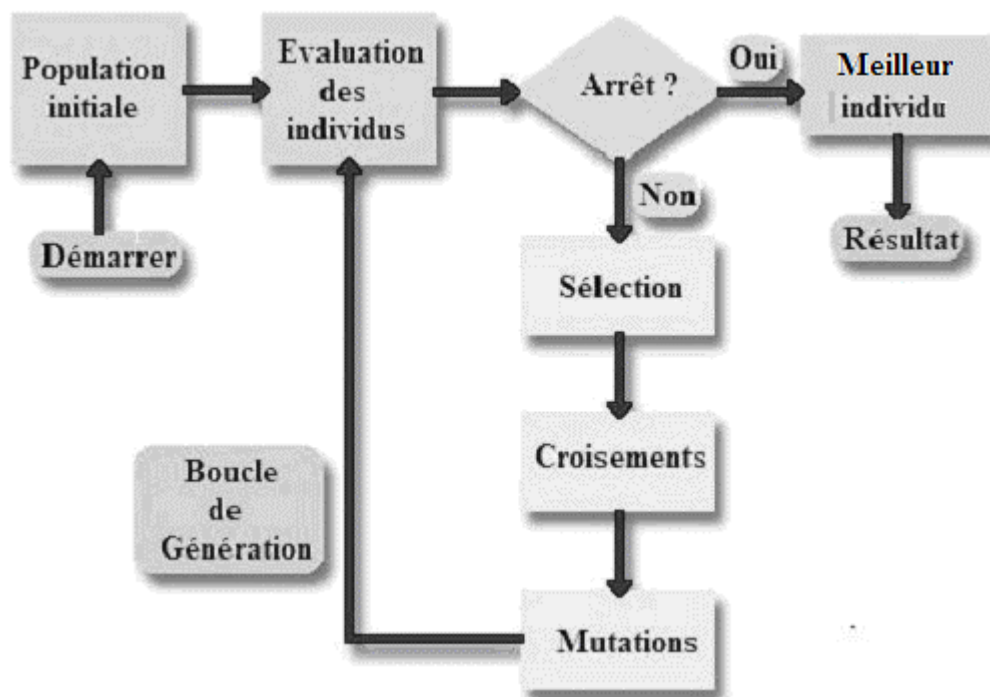 Population
initiale
Evaluation
des
individus
Arrêt ?
Oui
Meilleur
individu
Démarrer
Non
Résultat
Sélection
Croisements
Boucle
de
Génération
Mutations